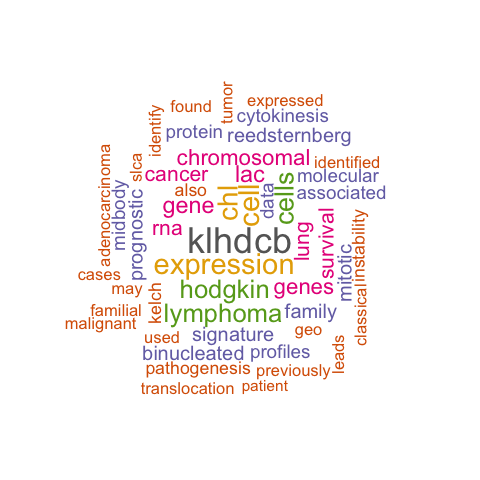 found
tumor
expressed
identify
cytokinesis
protein
reedsternberg
adenocarcinoma
slca
chromosomal
identified
cancer
lac
molecular
midbody
prognostic
also
chl
cell
data
cells
associated
gene
rna
klhdcb
lung
survival
mitotic
instability
expression
cases
may
kelch
hodgkin
genes
classical
familial
lymphoma
family
malignant
used
signature
geo
leads
binucleated
profiles
pathogenesis
previously
translocation
patient